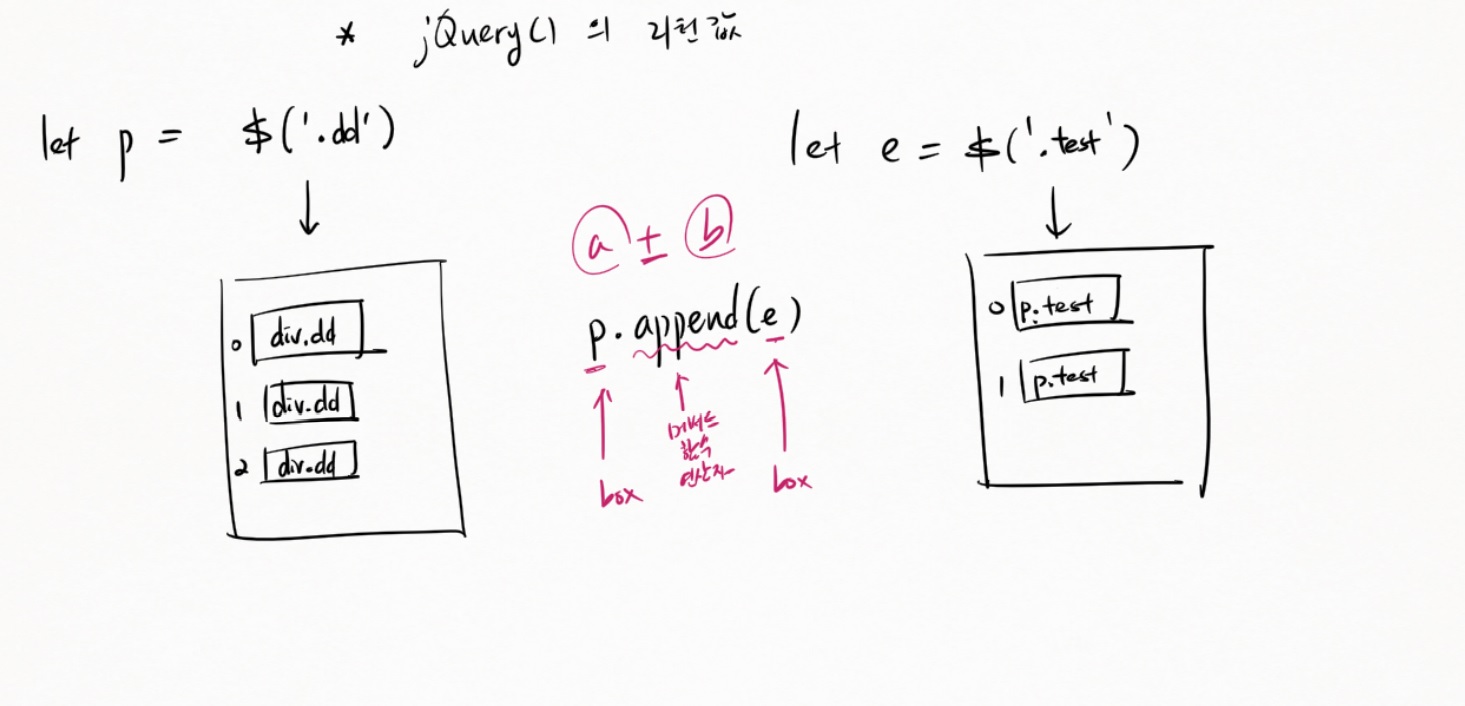 * jQuery() 의 리턴값
let p = $('.dd')
let e = $('.test')
a ± b
p.append(e)
0 div.dd
1 div.dd
2 div.dd
0 p.test
1 p.test
메서드
함수
연산자
box
box